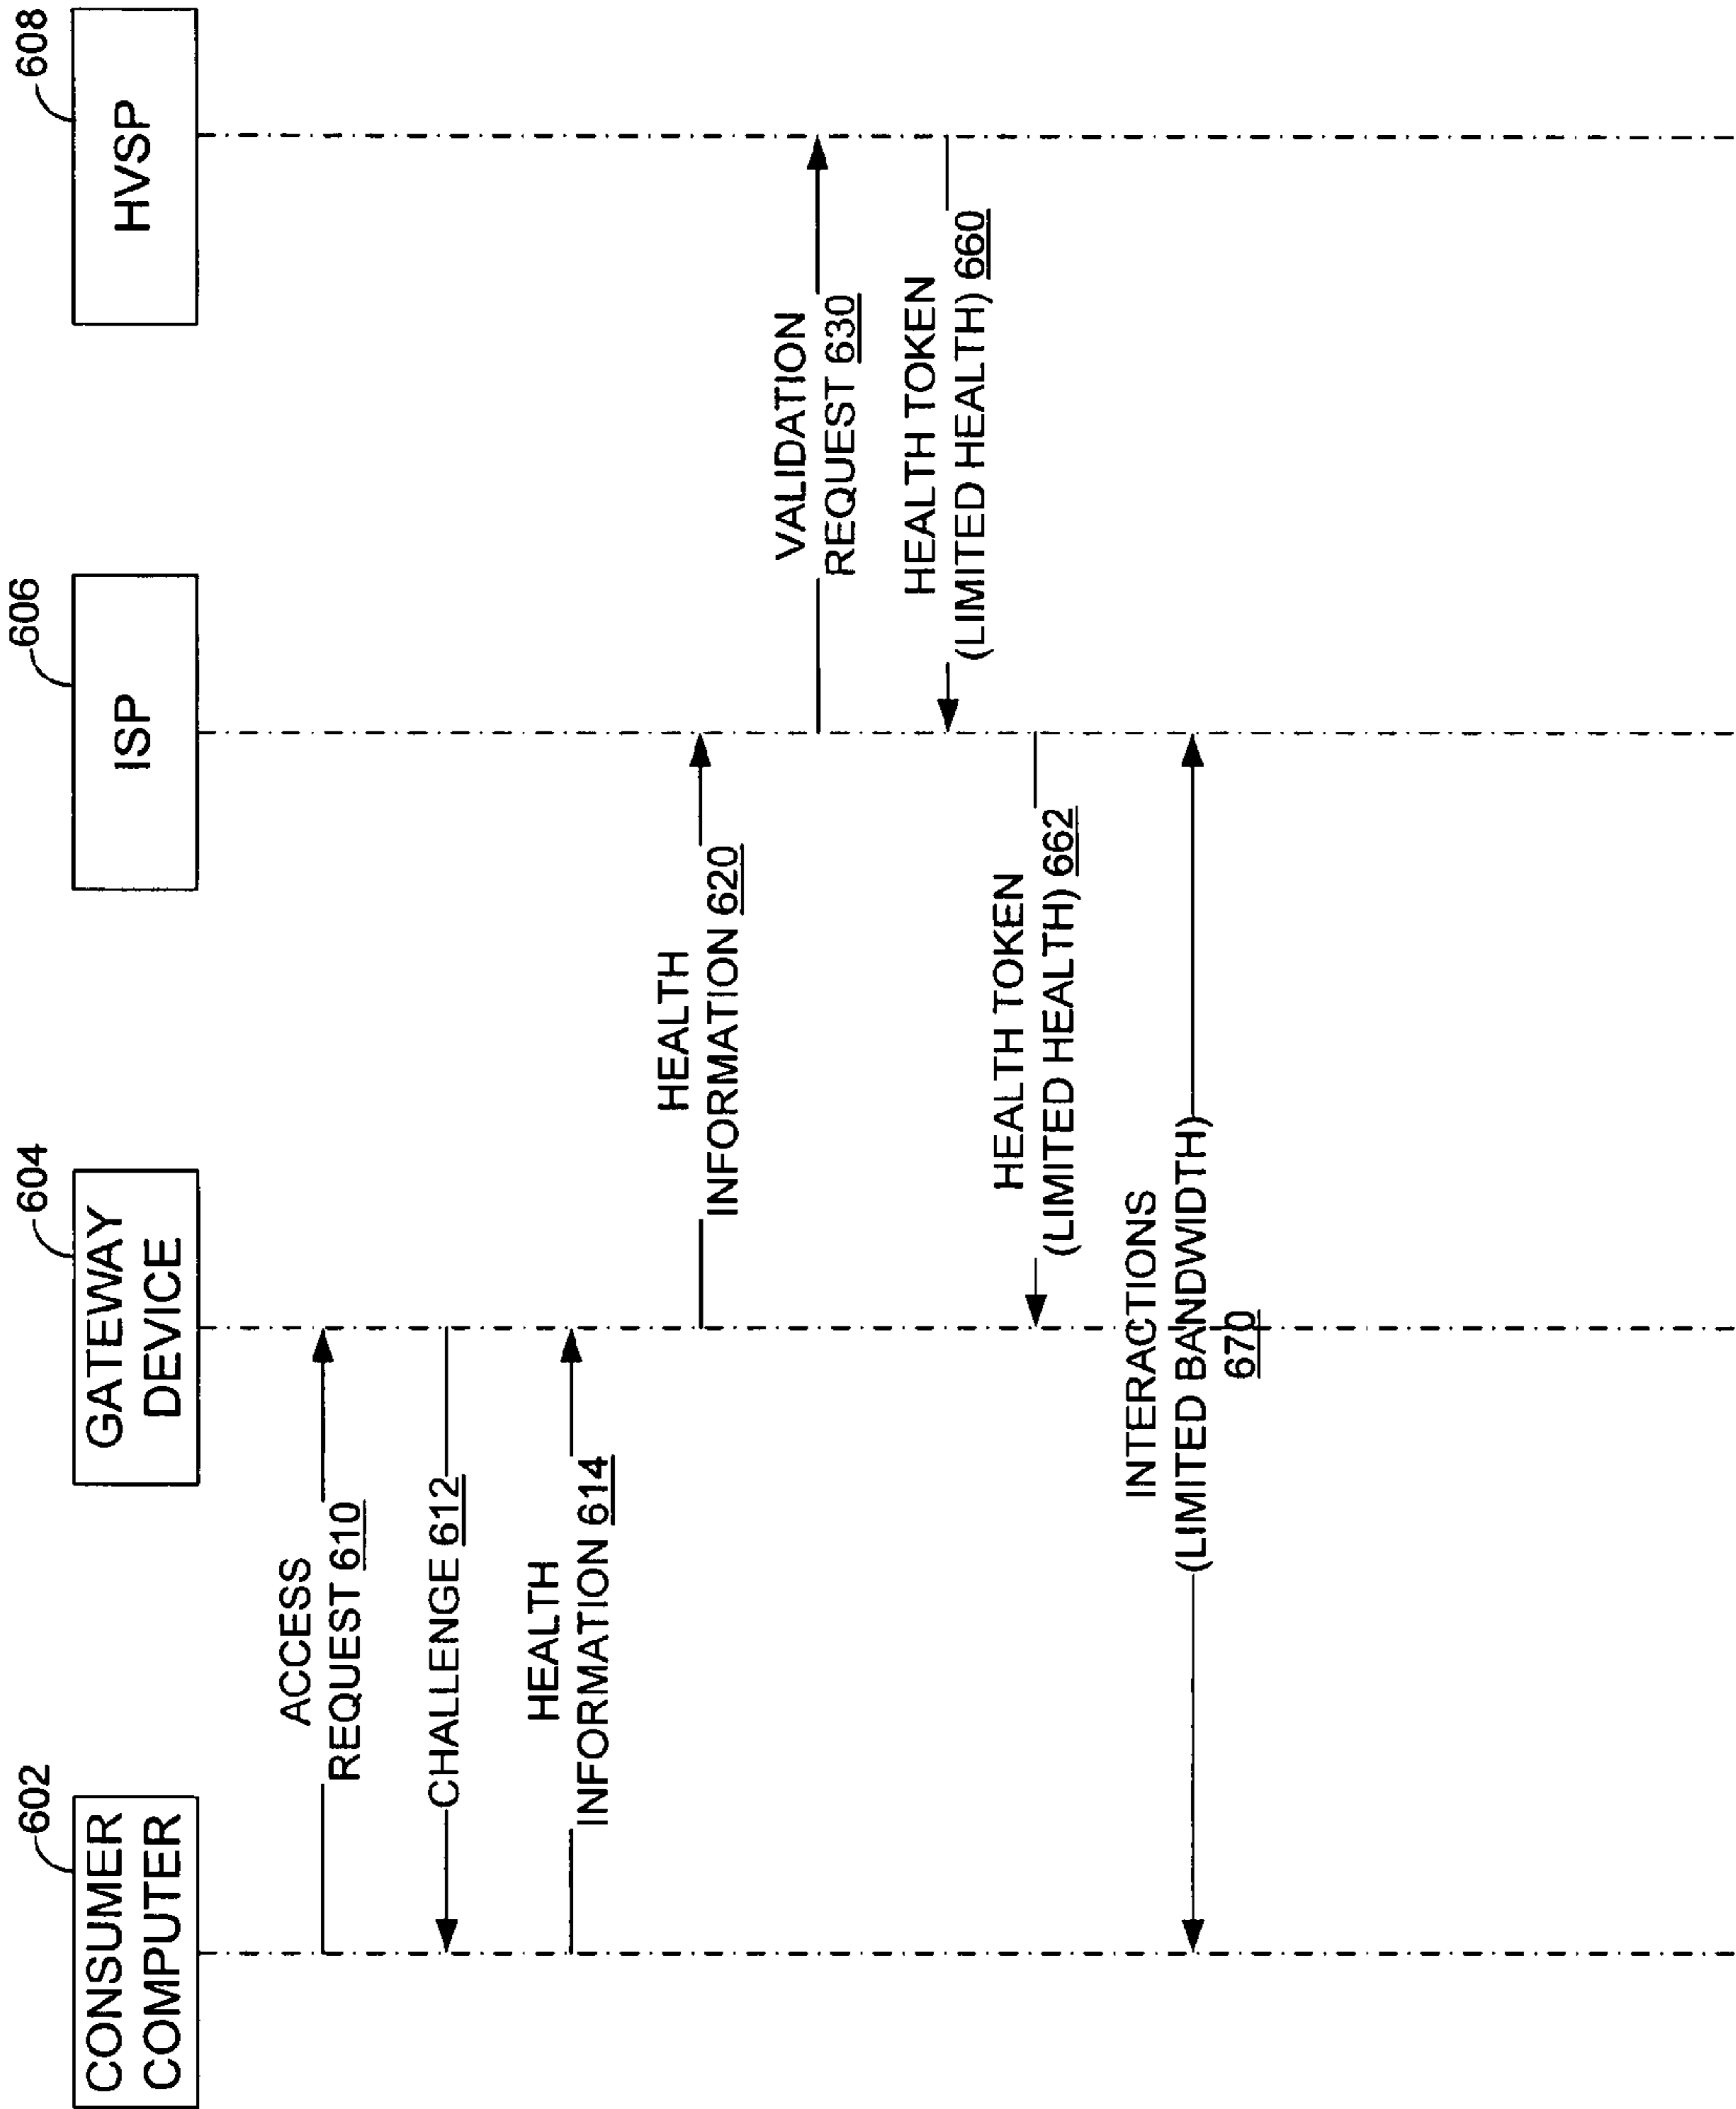 602
CONSUMER
COMPUTER
604
GATEWAY
DEVICE
606
ISP
608
HVSP
ACCESS
REQUEST 610
CHALLENGE 612
HEALTH
INFORMATION 614
HEALTH
INFORMATION 620
VALIDATION
REQUEST 630
HEALTH TOKEN
(LIMITED HEALTH) 660
HEALTH TOKEN
(LIMITED HEALTH) 662
INTERACTIONS
(LIMITED BANDWIDTH)
670